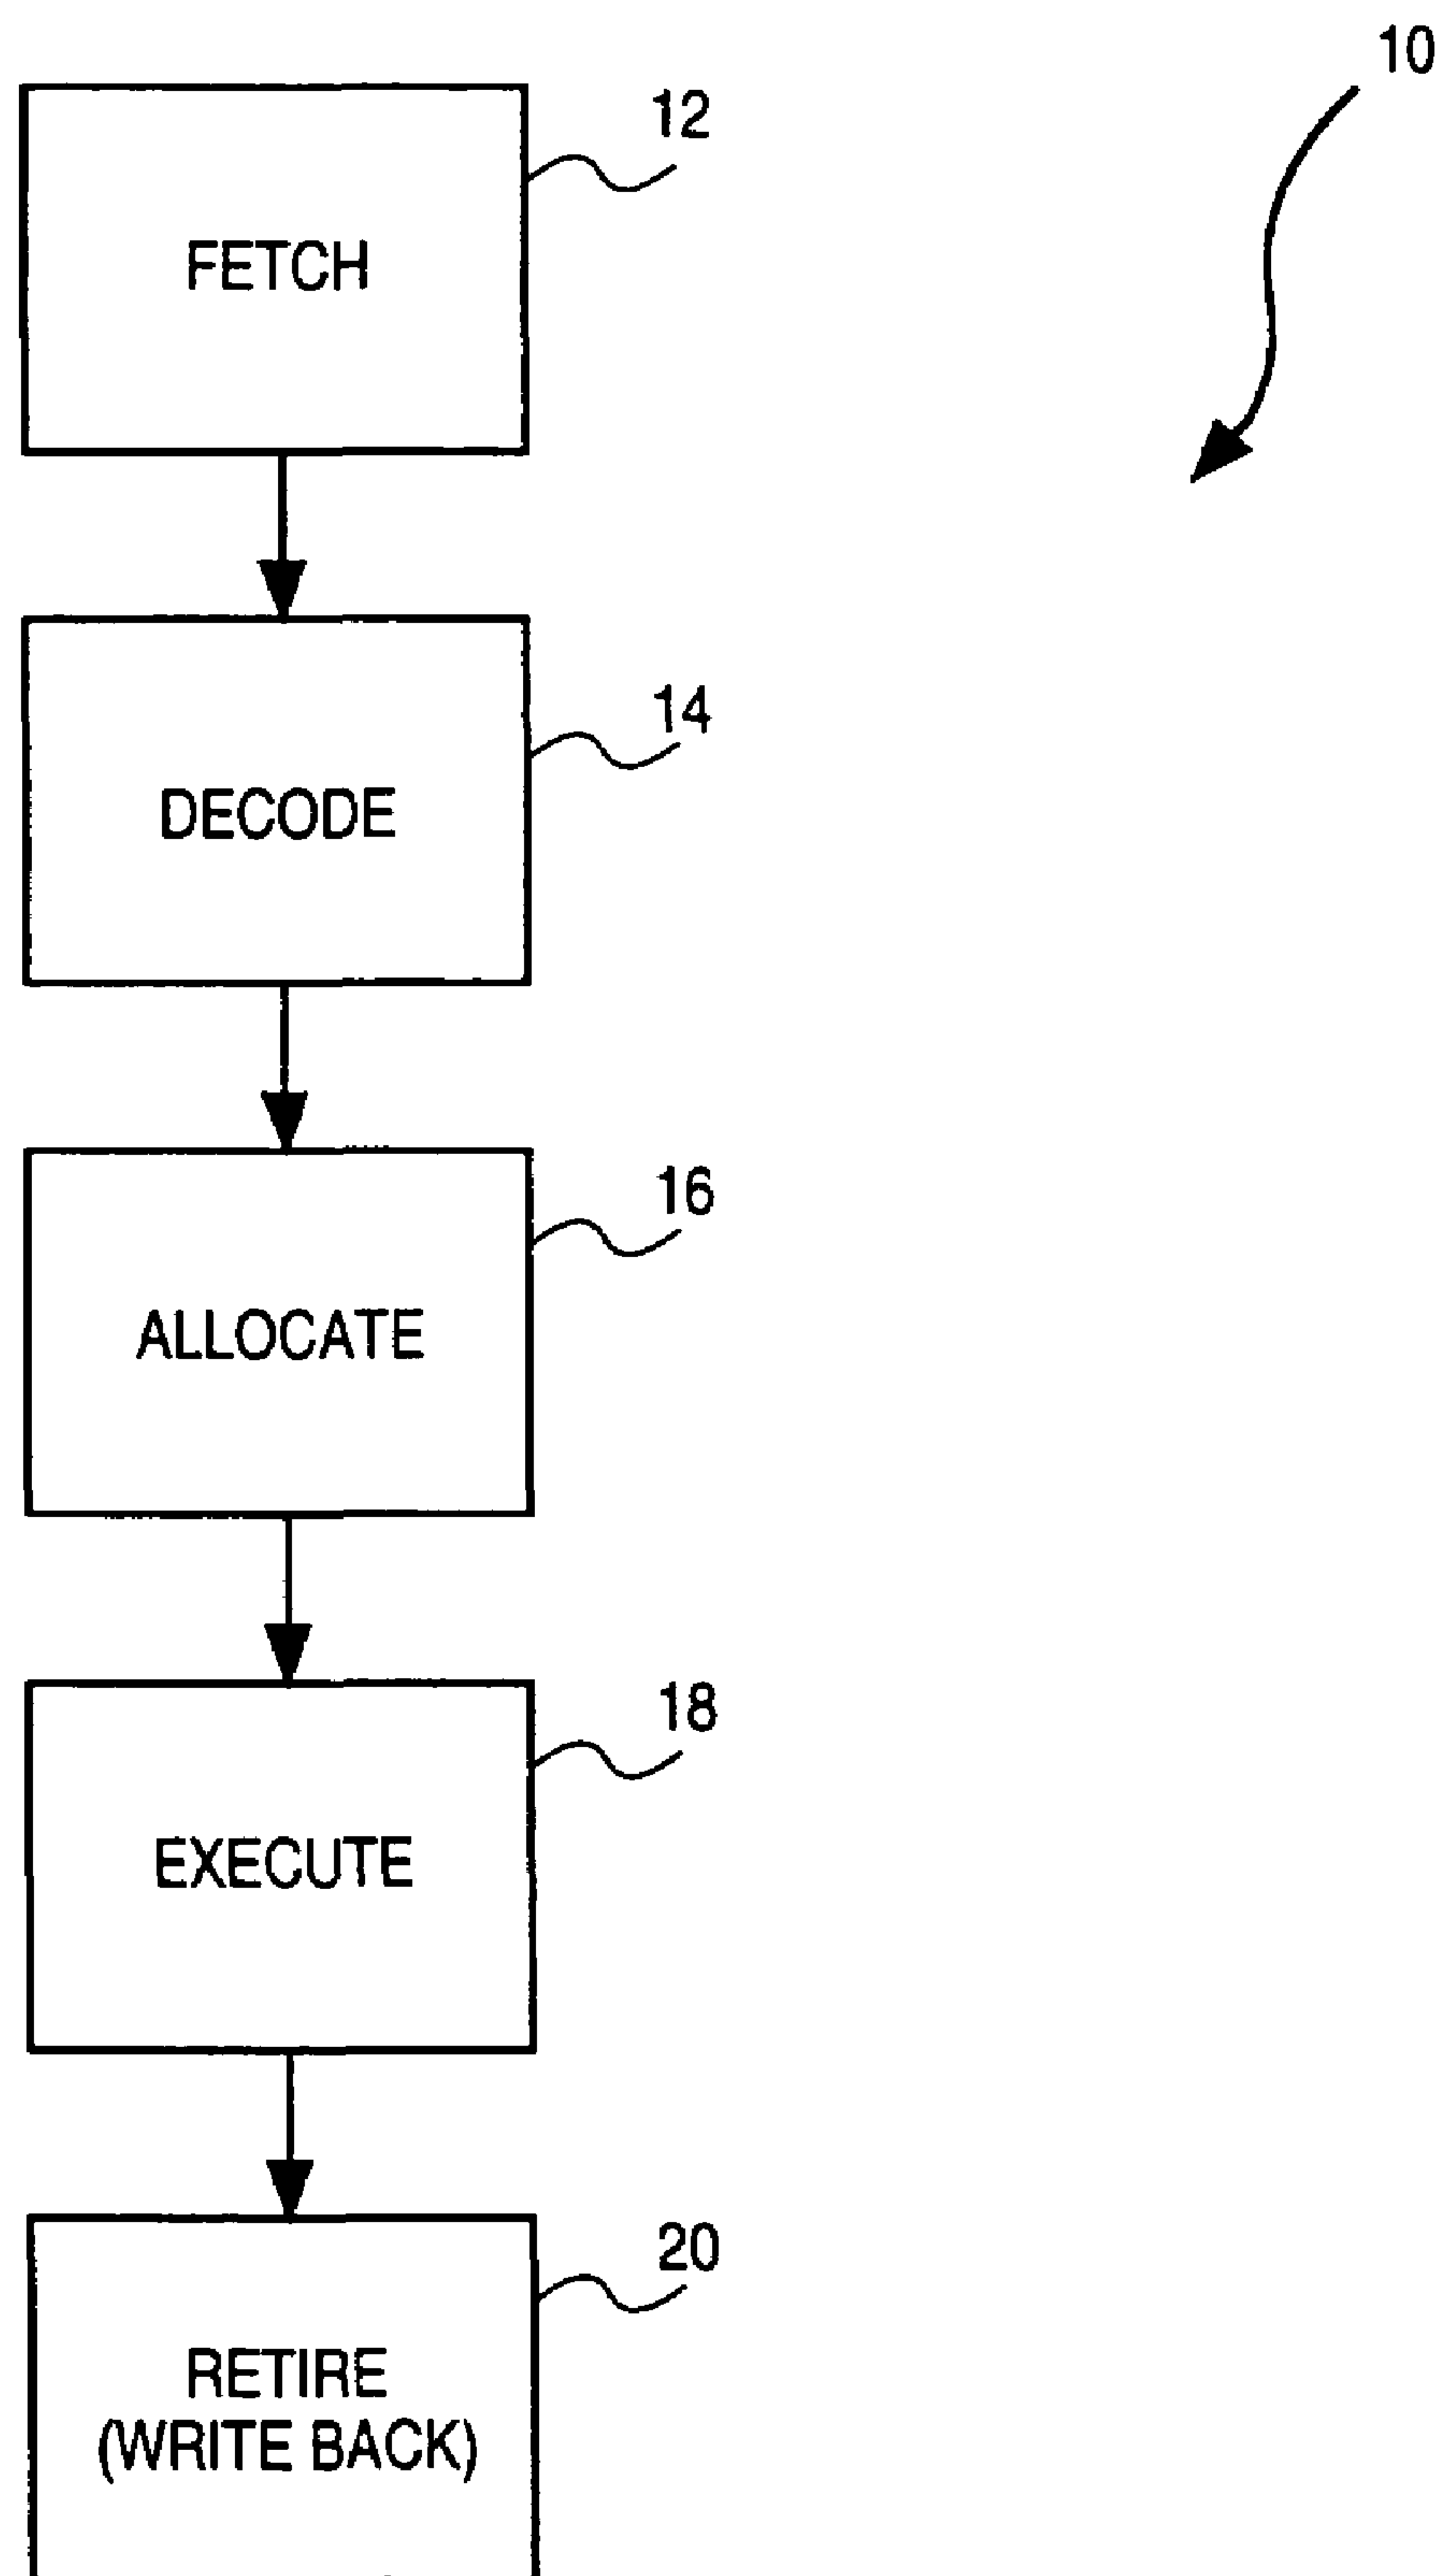 10
12
FETCH
14
DECODE
16
ALLOCATE
18
EXECUTE
20
RETIRE
(WRITE BACK)